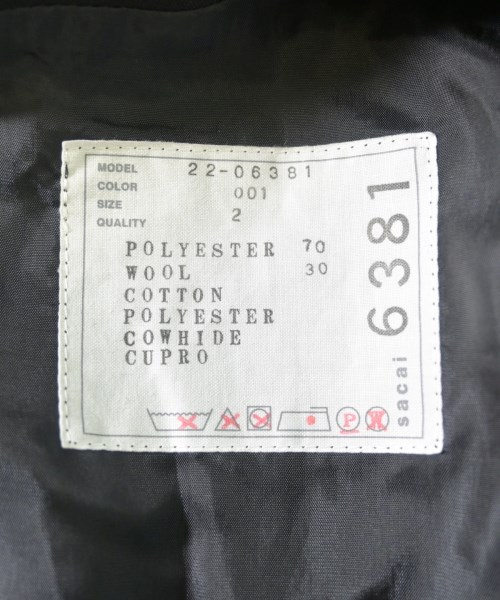 MODEL 22-06381
COLOR 001
SIZE 2
QUALITY
POLYESTER 70
WOOL 30
COTTON
POLYESTER
COWHIDE
CUPRO
P W
sacai 6381